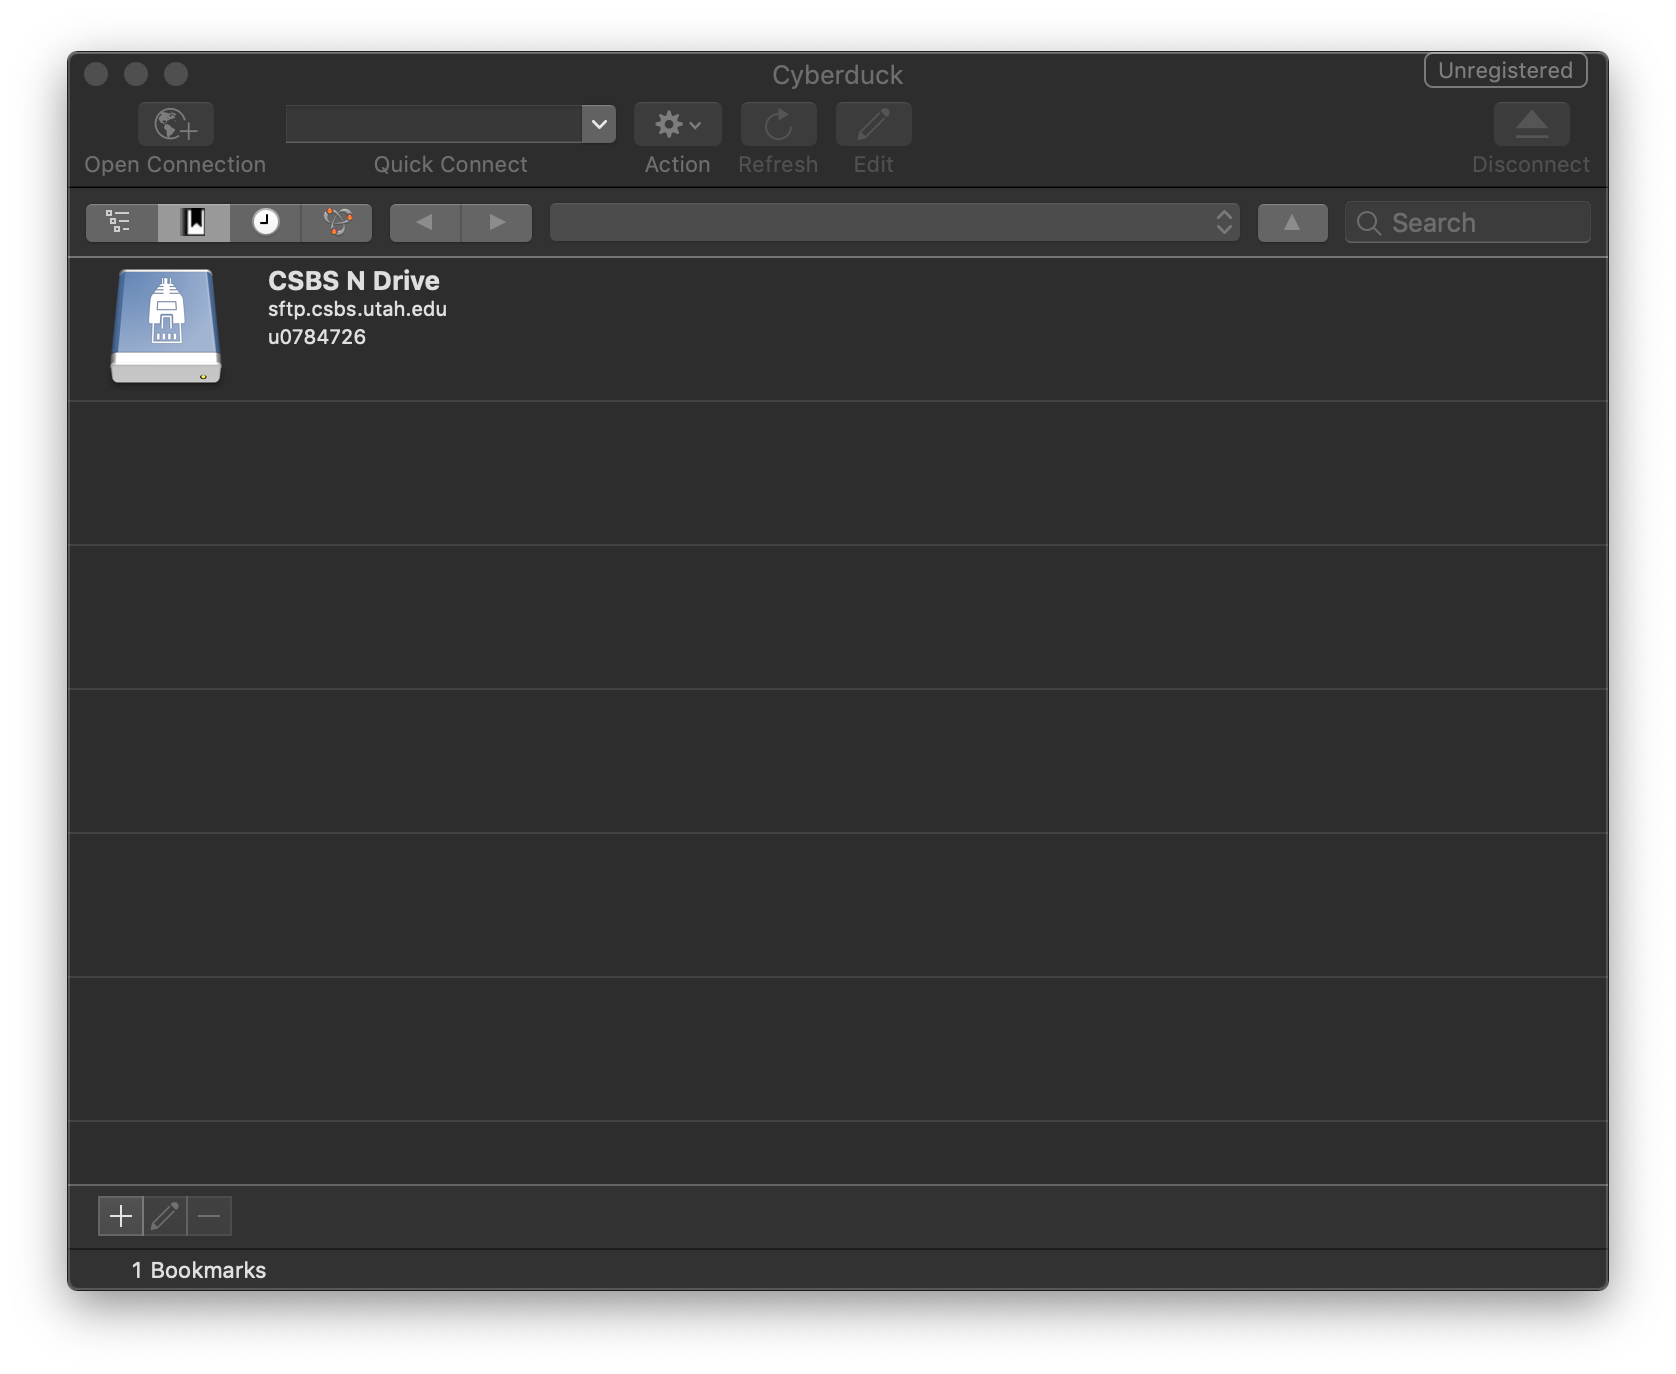 Cyberduck
Unregistered
Open Connection
Quick Connect
Action
Refresh
Edit
Disconnect
Search
CSBS N Drive
sftp.csbs.utah.edu
u0784726
1 Bookmarks